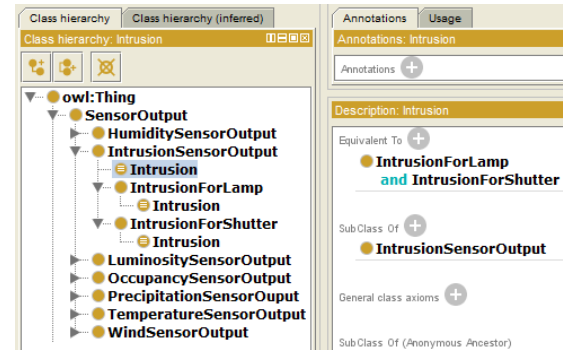 Class hierarchy
Class hierarchy (inferred)
Class hierarchy: Intrusion
owl:Thing
SensorOutput
HumiditySensorOutput
IntrusionSensorOutput
Intrusion
IntrusionForLamp
Intrusion
IntrusionForShutter
Intrusion
LuminositySensorOutput
OccupancySensorOutput
PrecipitationSensorOuput
TemperatureSensorOutput
WindSensorOutput
Annotations
Usage
Annotations: Intrusion
Annotations
Description: Intrusion
Equivalent To
IntrusionForLamp
and IntrusionForShutter
SubClass Of
IntrusionSensorOutput
General class axioms
SubClass Of (Anonymous Ancestor)